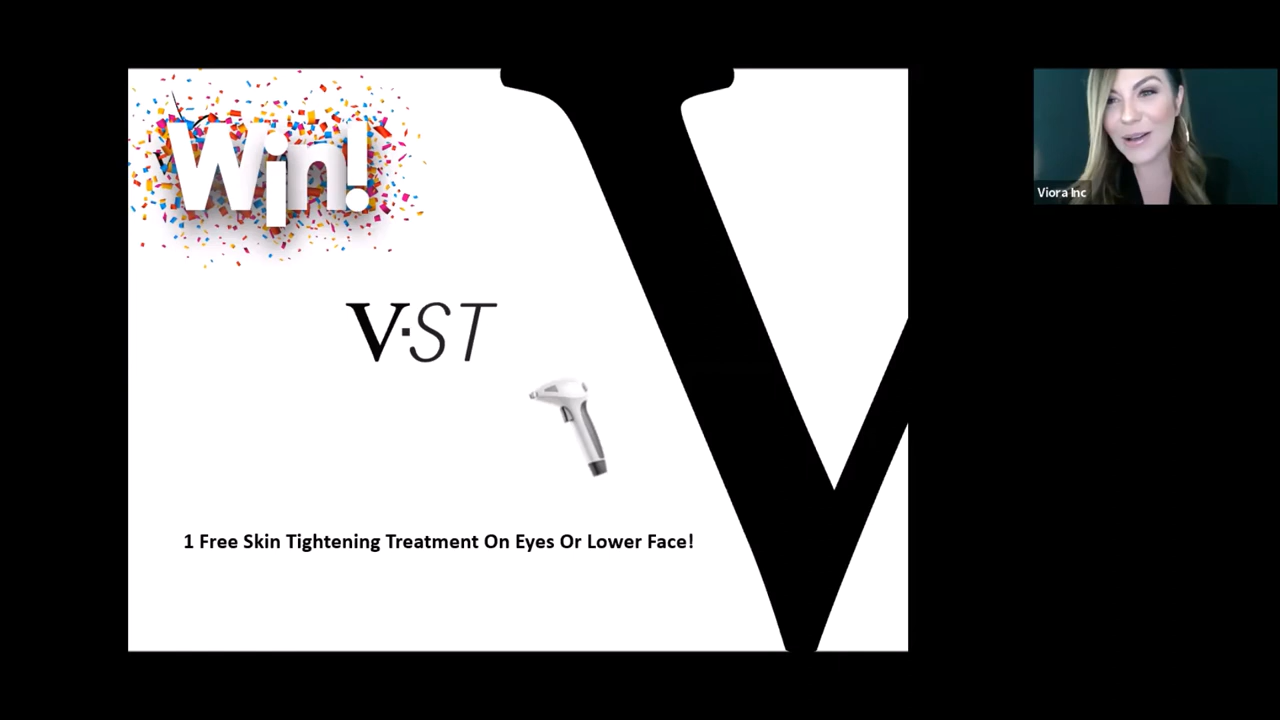 Win!
V·ST
1 Free Skin Tightening Treatment On Eyes Or Lower Face!
Viora Inc